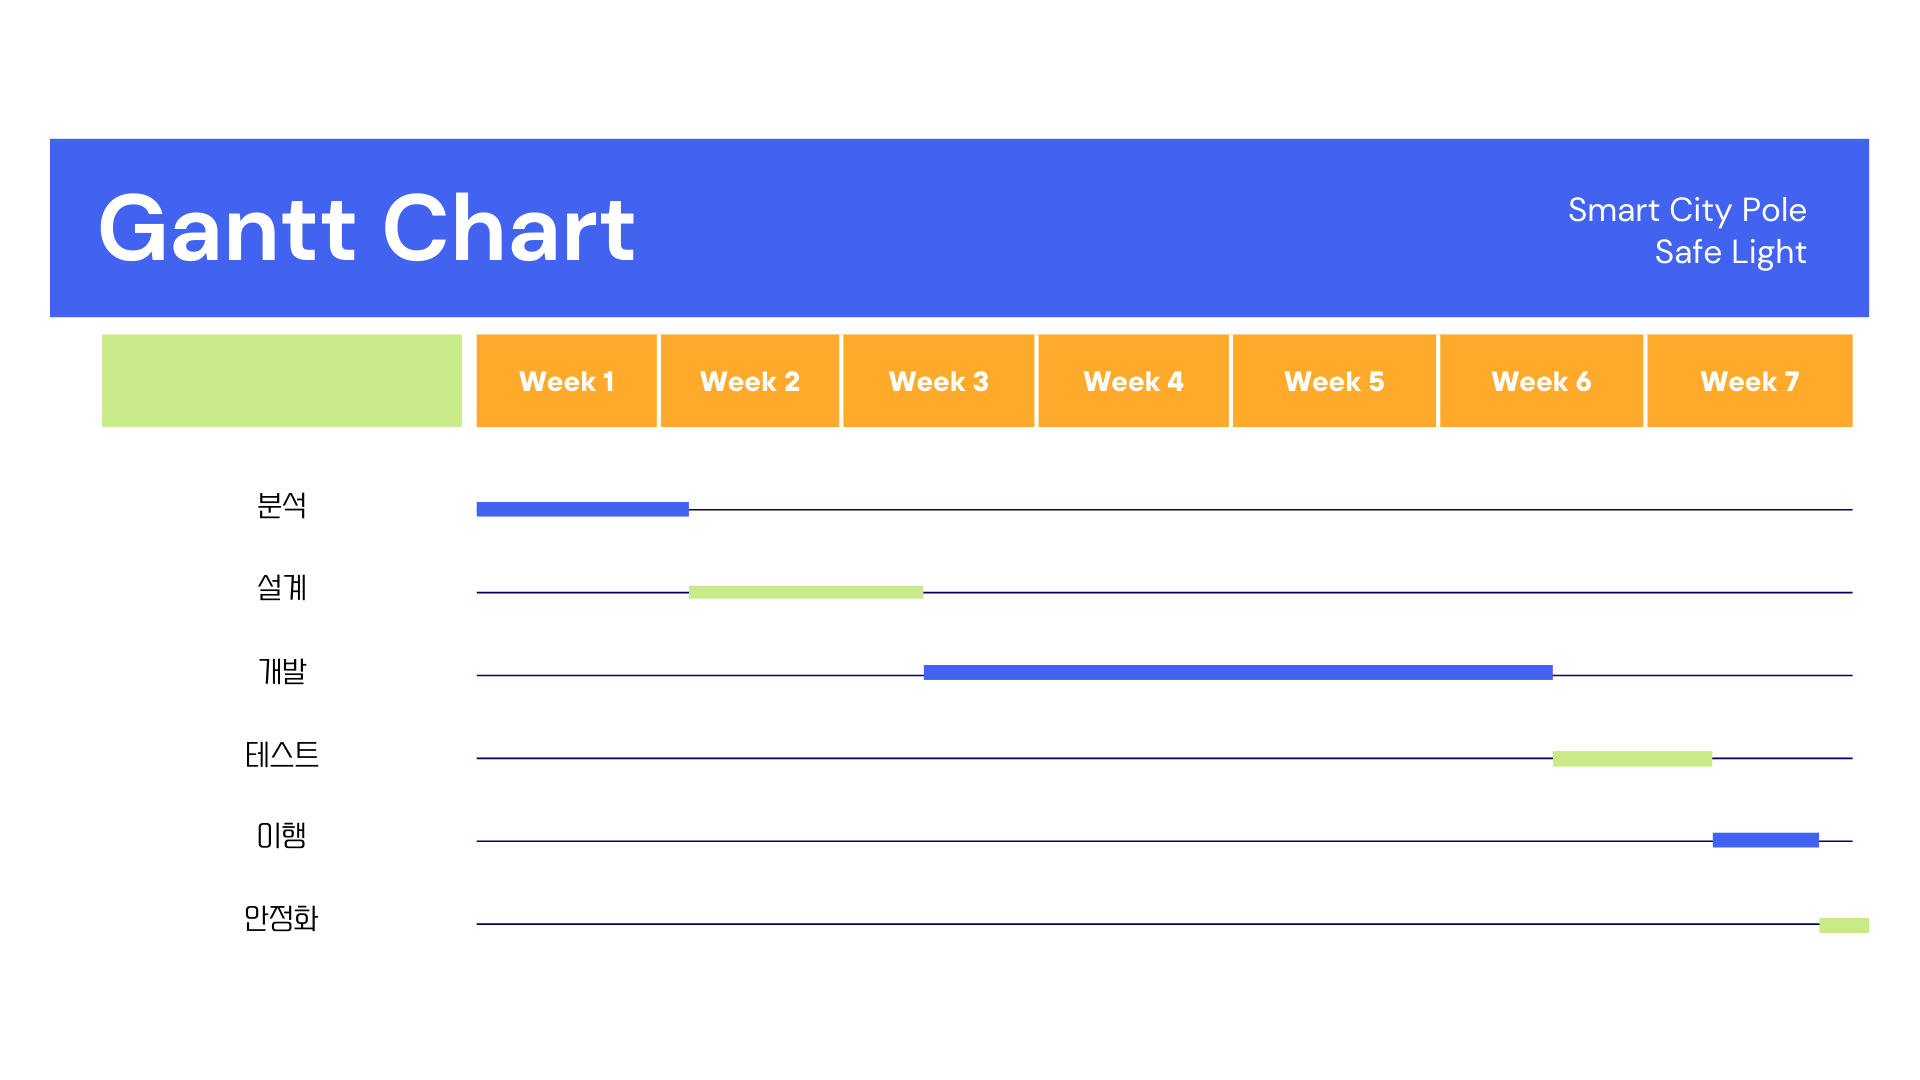 Gantt Chart
Smart City Pole
Safe Light
Week 1 Week 2 Week 3 Week 4 Week 5 Week 6 Week 7
분석
설계
개발
테스트
이행
안정화